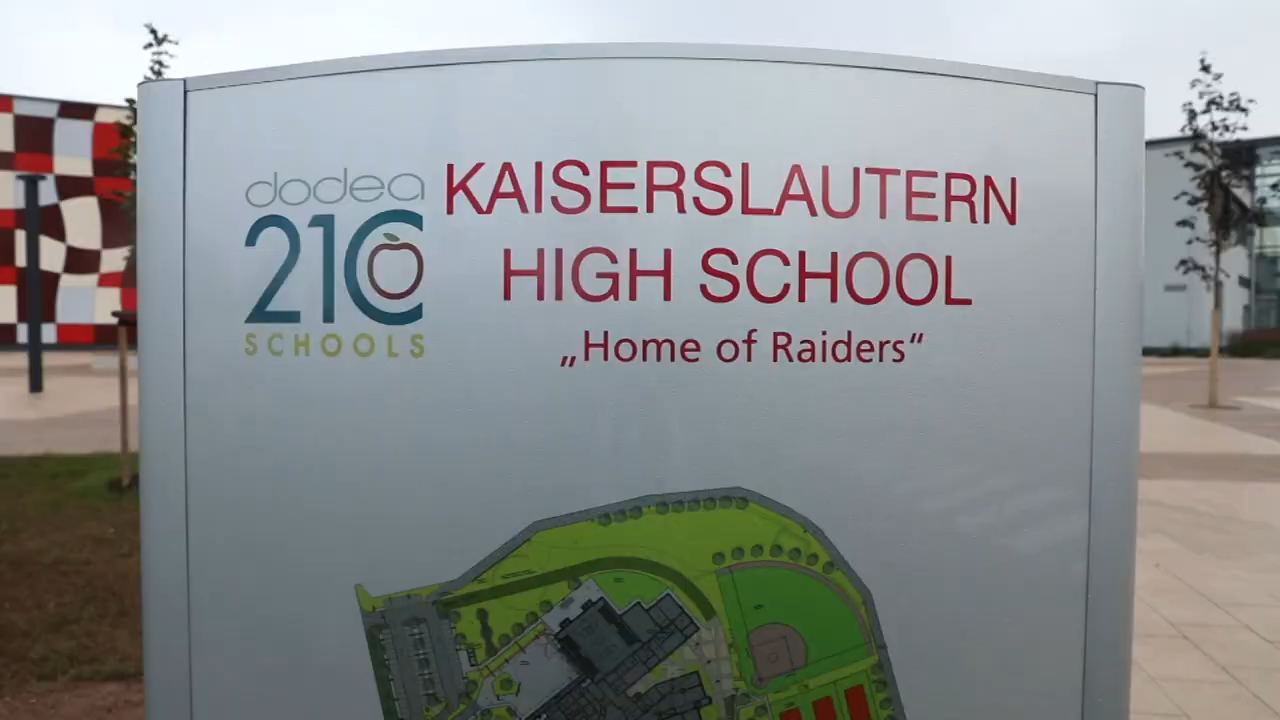 dodea
21C
SCHOOLS
KAISERSLAUTERN
HIGH SCHOOL
„Home of Raiders“